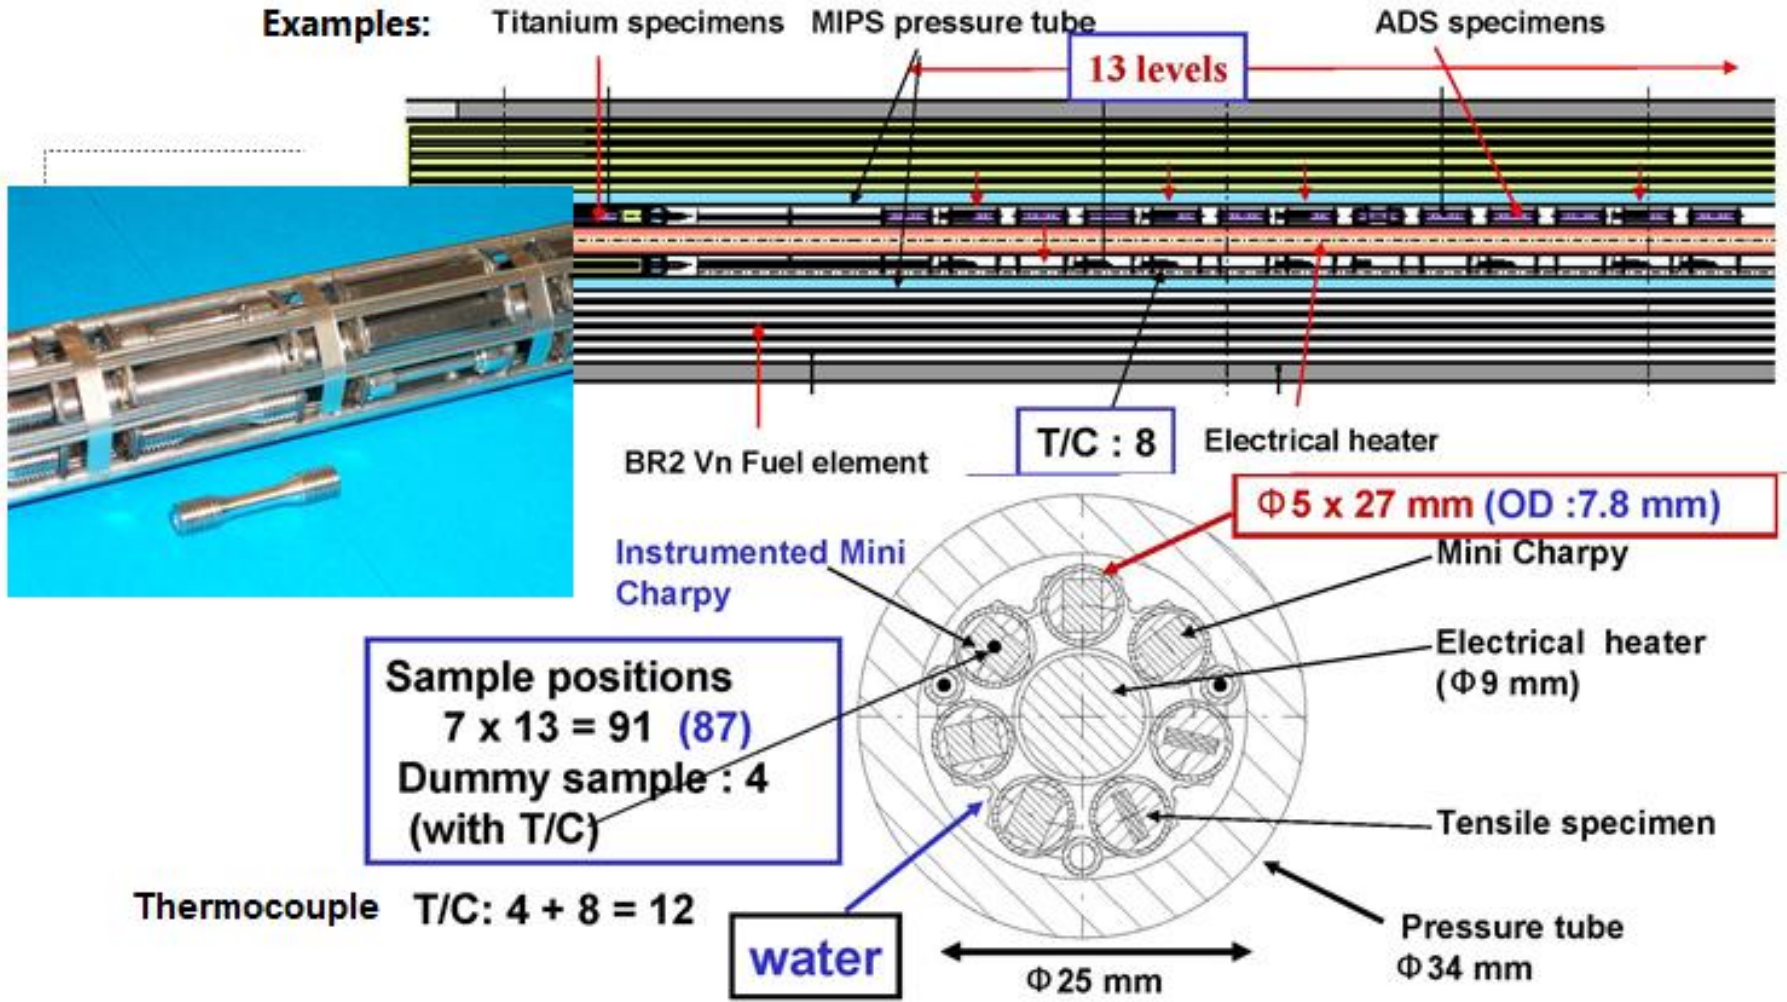 Examples:
Titanium specimens
MIPS pressure tube
ADS specimens
13 levels
T/C : 8
Electrical heater
BR2 Vn Fuel element
Φ5 x 27 mm (OD :7.8 mm)
Instrumented Mini
Charpy
Mini Charpy
Electrical heater
(Φ9 mm)
Sample positions
7 x 13 = 91 (87)
Dummy sample : 4
(with T/C)
Tensile specimen
Thermocouple T/C: 4 + 8 = 12
water
Φ25 mm
Pressure tube
Φ34 mm